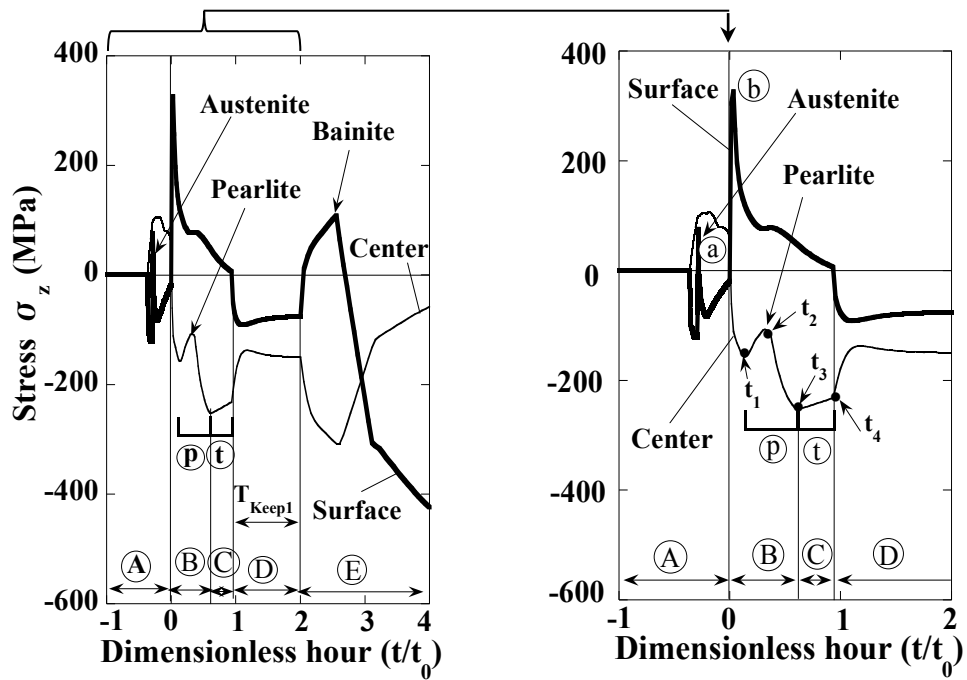 400
200
0
-200
-400
-600
Stress σz (MPa)
Austenite
Bainite
Pearlite
Center
p t
TKeep1
Surface
A B C D E
-1 0 1 2 3 4
Dimensionless hour (t/t0)
400
200
0
-200
-400
-600
Surface
b
Austenite
Pearlite
a
t2
t1
t3
t4
Center
p t
A B C D
-1 0 1 2
Dimensionless hour (t/t0)